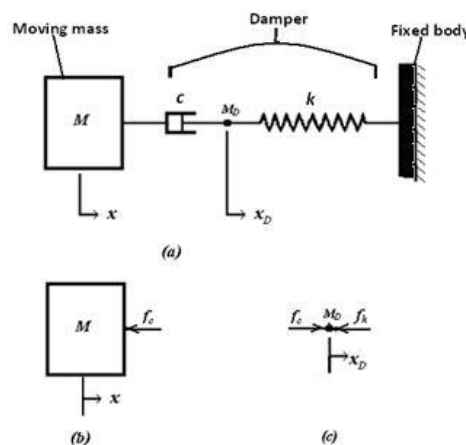 Damper
Moving mass
Fixed body
c
k
M
M_D
x
x_D
(a)
M
f_c
x
(b)
f_c
M_D
f_k
x_D
(c)